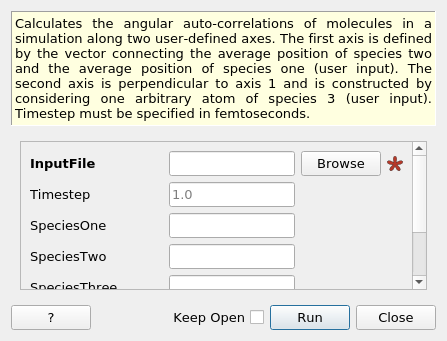 Calculates the angular auto-correlations of molecules in a
simulation along two user-defined axes. The first axis is defined
by the vector connecting the average position of species two
and the average position of species one (user input). The
second axis is perpendicular to axis 1 and is constructed by
considering one arbitrary atom of species 3 (user input).
Timestep must be specified in femtoseconds.
InputFile Browse
Timestep 1.0
SpeciesOne
SpeciesTwo
SpeciesThree
? Keep Open Run Close